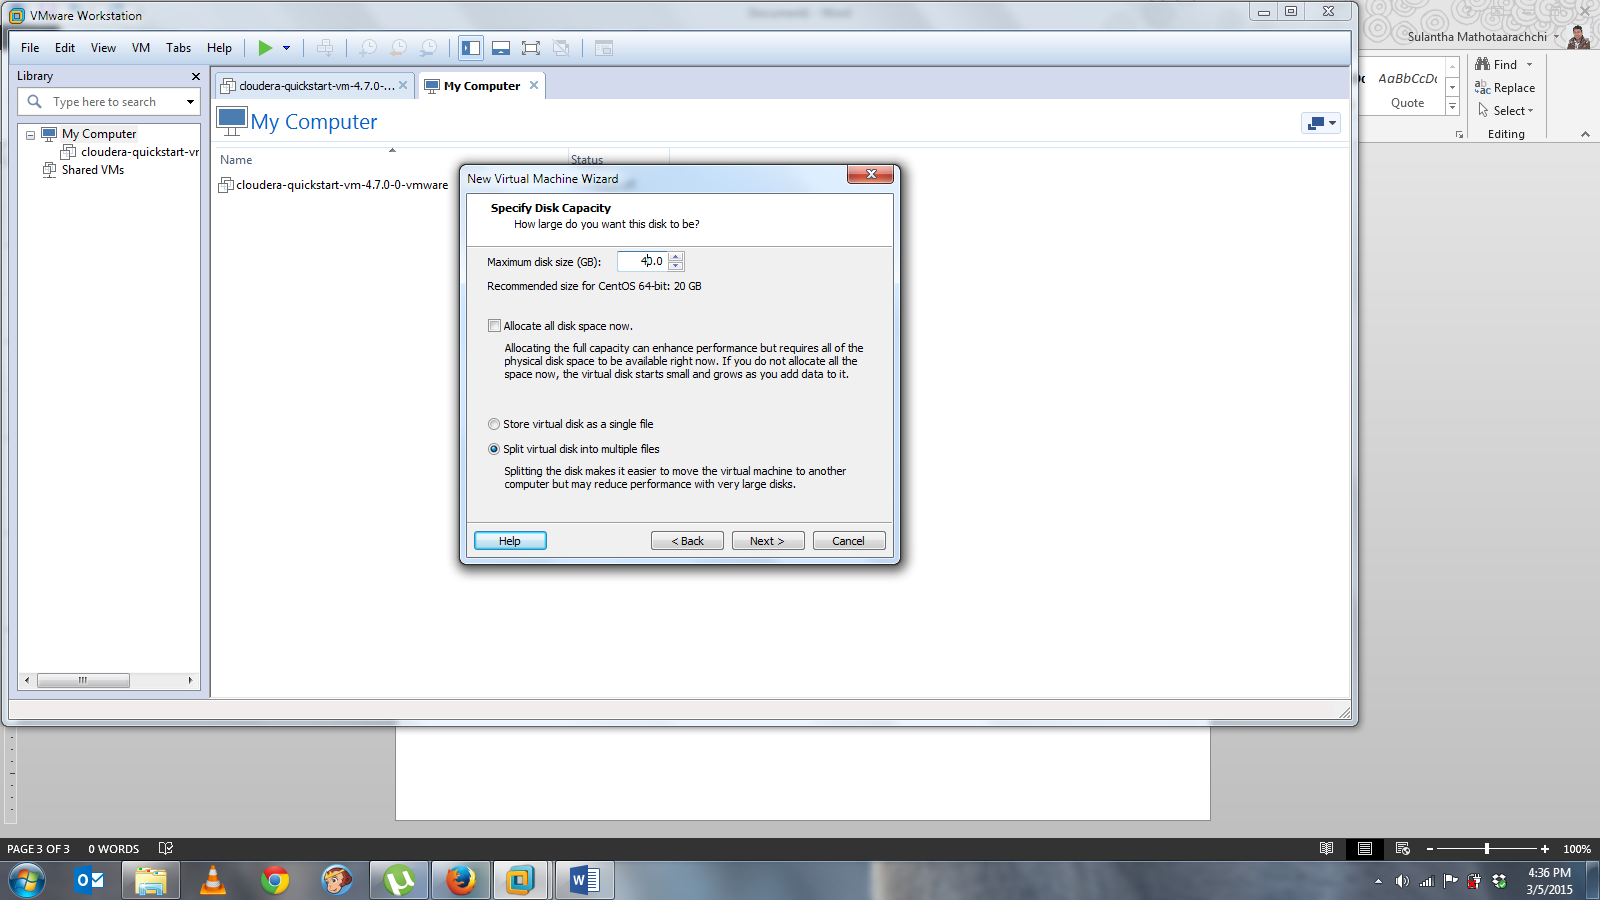 VMware Workstation
File Edit View VM Tabs Help
Library
Type here to search
My Computer
cloudera-quickstart-vr
Shared VMs
cloudera-quickstart-vm-4.7.0-...
My Computer
My Computer
Name Status
cloudera-quickstart-vm-4.7.0-0-vmware
New Virtual Machine Wizard
Specify Disk Capacity
How large do you want this disk to be?
Maximum disk size (GB): 40.0
Recommended size for CentOS 64-bit: 20 GB
Allocate all disk space now.
Allocating the full capacity can enhance performance but requires all of the
physical disk space to be available right now. If you do not allocate all the
space now, the virtual disk starts small and grows as you add data to it.
Store virtual disk as a single file
Split virtual disk into multiple files
Splitting the disk makes it easier to move the virtual machine to another
computer but may reduce performance with very large disks.
Help < Back Next > Cancel
Sulantha Mathotaarachchi
AaBbCcDc
Quote
Find
Replace
Select
Editing
PAGE 3 OF 3 0 WORDS
100%
4:36 PM
3/5/2015